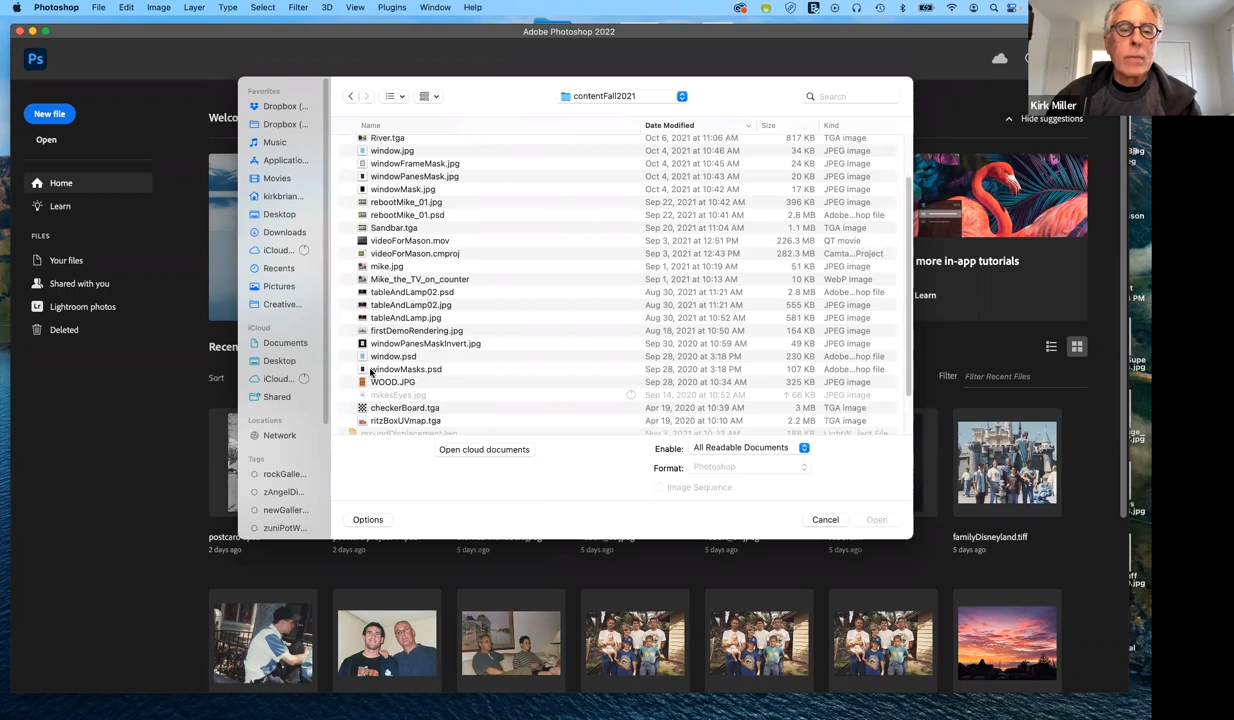 Photoshop File Edit Image Layer Type Select Filter 3D View Plugins Window Help
Adobe Photoshop 2022
Ps
Kirk Miller
New file
Open
Home
Learn
FILES
Your files
Shared with you
Lightroom photos
Deleted
Welco
Hide suggestions
more in-app tutorials
Learn
Recen
Sort
Filter Recent Files
Favorites
Dropbox (...
Dropbox (...
Music
Applicatio...
Movies
kirkbrian...
Desktop
Downloads
iCloud...
Recents
Pictures
Creative...
iCloud
Documents
Desktop
iCloud...
Shared
Locations
Network
Tags
rockGalle...
zAngelDi...
newGaller...
zuniPotW...
contentFall2021
Search
Name Date Modified Size Kind
River.tga Oct 6, 2021 at 11:06 AM 817 KB TGA image
window.jpg Oct 4, 2021 at 10:46 AM 34 KB JPEG image
windowFrameMask.jpg Oct 4, 2021 at 10:45 AM 24 KB JPEG image
windowPanesMask.jpg Oct 4, 2021 at 10:43 AM 20 KB JPEG image
windowMask.jpg Oct 4, 2021 at 10:42 AM 17 KB JPEG image
rebootMike_01.jpg Sep 22, 2021 at 10:42 AM 396 KB JPEG image
rebootMike_01.psd Sep 22, 2021 at 10:41 AM 2.8 MB Adobe...hop file
Sandbar.tga Sep 20, 2021 at 11:04 AM 1.1 MB TGA image
videoForMason.mov Sep 3, 2021 at 12:51 PM 226.3 MB QT movie
videoForMason.cmproj Sep 3, 2021 at 12:43 PM 282.3 MB Camta...Project
mike.jpg Sep 1, 2021 at 10:19 AM 51 KB JPEG image
Mike_the_TV_on_counter Sep 1, 2021 at 10:13 AM 10 KB WebP Image
tableAndLamp02.psd Aug 30, 2021 at 11:21 AM 2.8 MB Adobe...hop file
tableAndLamp02.jpg Aug 30, 2021 at 11:21 AM 555 KB JPEG image
tableAndLamp.jpg Aug 30, 2021 at 10:52 AM 581 KB JPEG image
firstDemoRendering.jpg Aug 18, 2021 at 10:50 AM 154 KB JPEG image
windowPanesMaskInvert.jpg Sep 30, 2020 at 10:59 AM 49 KB JPEG image
window.psd Sep 28, 2020 at 3:18 PM 230 KB Adobe...hop file
windowMasks.psd Sep 28, 2020 at 3:18 PM 107 KB Adobe...hop file
WOOD.JPG Sep 28, 2020 at 10:34 AM 325 KB JPEG image
mikesEyes.jpg Sep 14, 2020 at 10:52 AM 66 KB JPEG image
checkerBoard.tga Apr 19, 2020 at 10:39 AM 3 MB TGA image
ritzBoxUVmap.tga Apr 19, 2020 at 10:10 AM 2.2 MB TGA image
Open cloud documents
Enable: All Readable Documents
Format: Photoshop
Image Sequence
Options
Cancel
Open
familyDisneyland.tiff
2 days ago
2 days ago
5 days ago
5 days ago
5 days ago
5 days ago
5 days ago